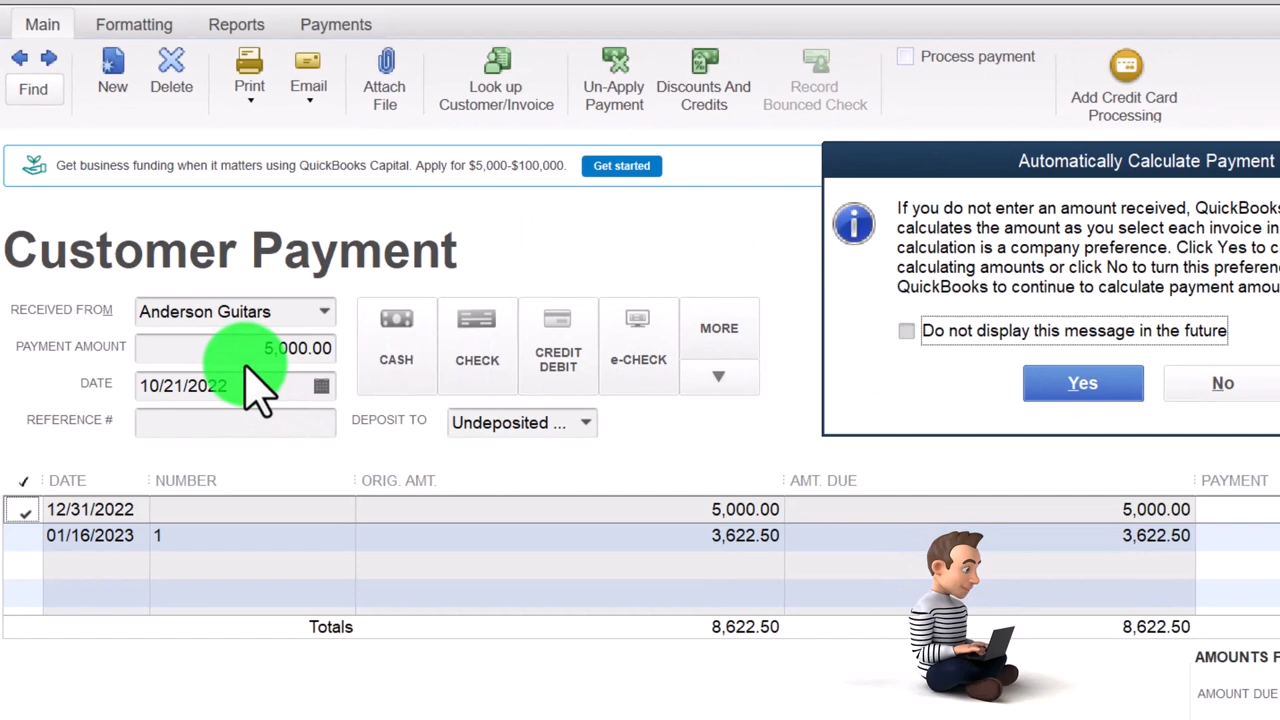 Main Formatting Reports Payments
Find
New
Delete
Print
Email
Attach
File
Look up
Customer/Invoice
Un-Apply
Payment
Discounts And
Credits
Record
Bounced Check
Process payment
Add Credit Card
Processing
Get business funding when it matters using QuickBooks Capital. Apply for $5,000-$100,000. Get started
Automatically Calculate Payment
If you do not enter an amount received, QuickBooks
calculates the amount as you select each invoice in
calculation is a company preference. Click Yes to c
calculating amounts or click No to turn this preferenc
QuickBooks to continue to calculate payment amou
Do not display this message in the future
Yes No
Customer Payment
RECEIVED FROM Anderson Guitars
PAYMENT AMOUNT 5,000.00
DATE 10/21/2022
REFERENCE #
CASH
CHECK
CREDIT
DEBIT
e-CHECK
MORE
DEPOSIT TO Undeposited ...
DATE NUMBER ORIG. AMT. AMT. DUE PAYMENT
12/31/2022 5,000.00 5,000.00
01/16/2023 1 3,622.50 3,622.50
Totals 8,622.50 8,622.50
AMOUNTS F
AMOUNT DUE